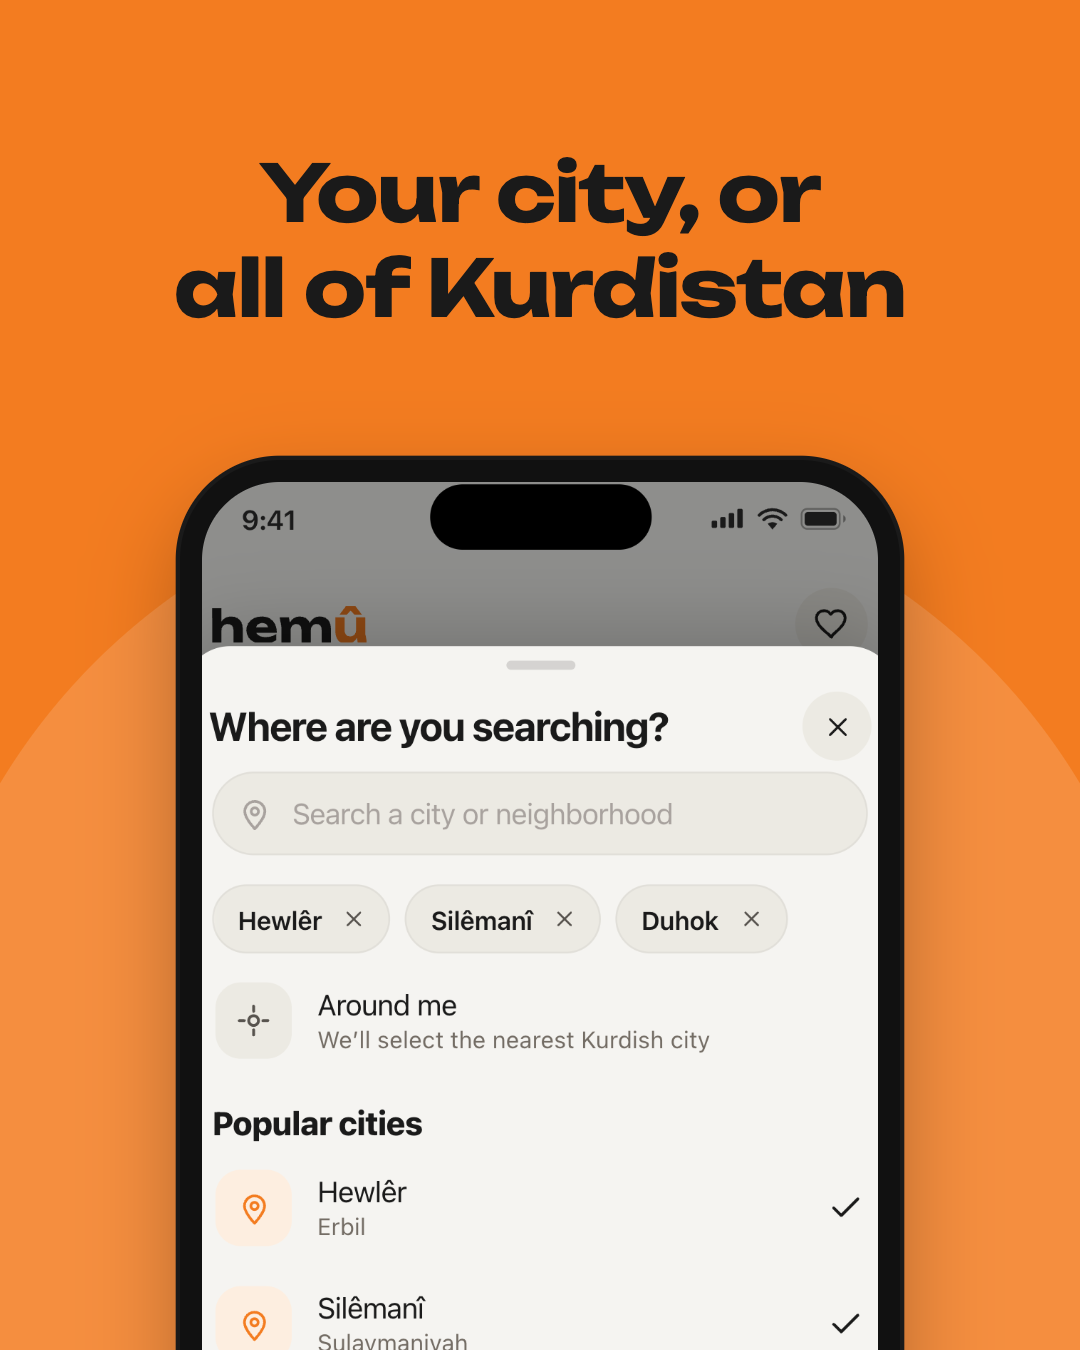 Your city, or
all of Kurdistan
9:41
hemû
Where are you searching?
Search a city or neighborhood
Hewlêr
Silêmanî
Duhok
Around me
We’ll select the nearest Kurdish city
Popular cities
Hewlêr
Erbil
Silêmanî
Sulaymaniyah